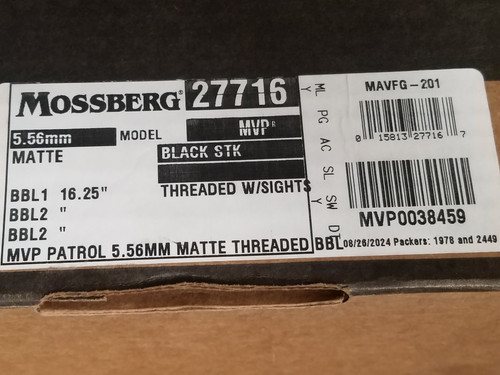 MOSSBERG® 27716
5.56mm MODEL MVP®
MATTE BLACK STK
BBL1 16.25" THREADED W/SIGHTS
BBL2 "
BBL2 "
MVP PATROL 5.56MM MATTE THREADED BBL
ML PG AC SL SW DT
Y Y
MAVFG-201
0 15813 27716 7
MVP0038459
08/26/2024 Packers: 1978 and 2449